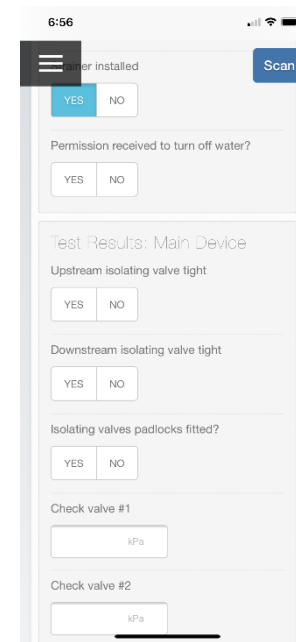 6:56
installed
Scan
YES NO
Permission received to turn off water?
YES NO
Test Results: Main Device
Upstream isolating valve tight
YES NO
Downstream isolating valve tight
YES NO
Isolating valves padlocks fitted?
YES NO
Check valve #1
kPa
Check valve #2
kPa